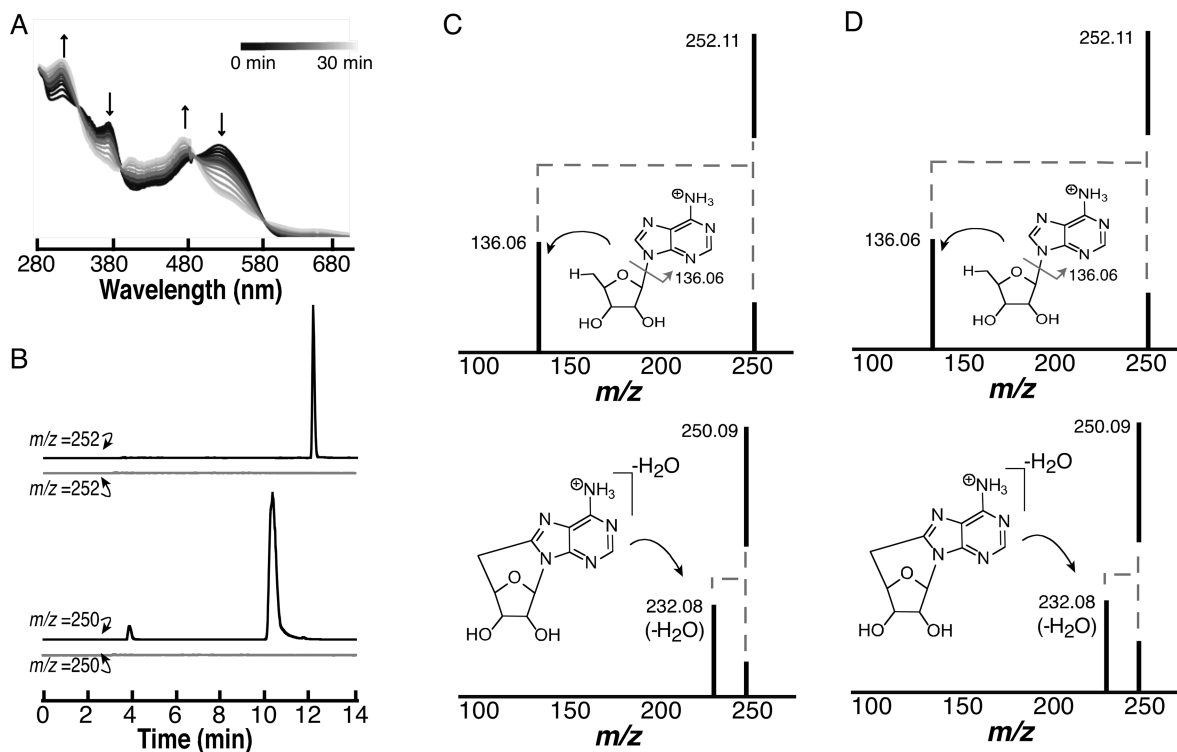 A
0 min 30 min
280 380 480 580 680
Wavelength (nm)
B
m/z =252
m/z =252
m/z =250
m/z =250
0 2 4 6 8 10 12 14
Time (min)
C
252.11
136.06
⊕NH3
N
N
N
N
136.06
H
O
HO
OH
100 150 200 250
m/z
250.09
-H2O
⊕NH3
N
N
N
N
O
232.08
(-H2O)
HO
OH
100 150 200 250
m/z
D
252.11
136.06
⊕NH3
N
N
N
N
136.06
H
O
HO
OH
100 150 200 250
m/z
250.09
-H2O
⊕NH3
N
N
N
N
O
232.08
(-H2O)
HO
OH
100 150 200 250
m/z